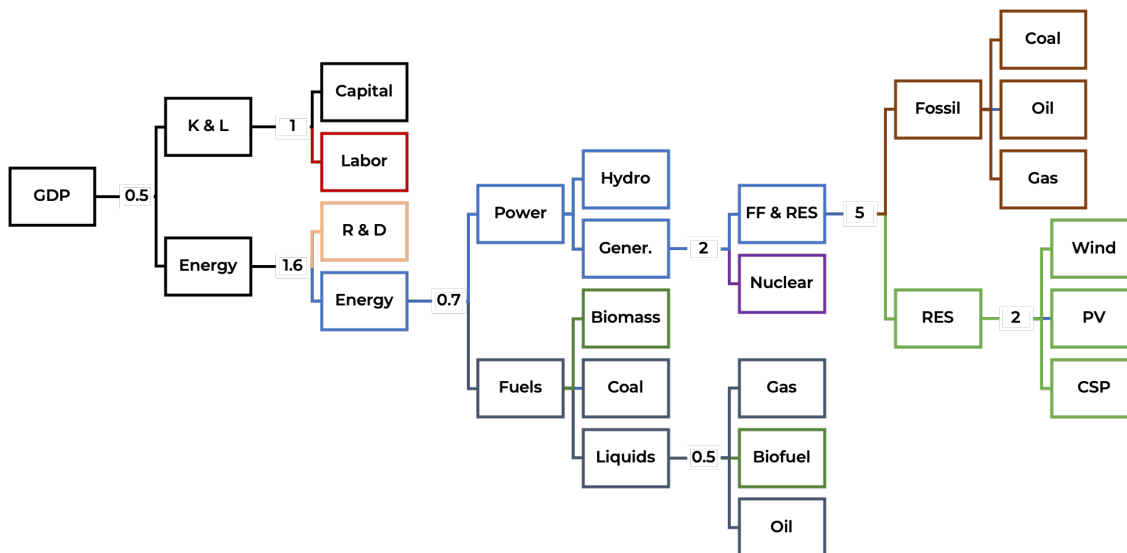 GDP
0.5
K & L
1
Capital
Labor
Energy
1.6
R & D
Energy
0.7
Power
Hydro
Gener.
2
FF & RES
5
Fossil
Coal
Oil
Gas
RES
2
Wind
PV
CSP
Nuclear
Fuels
Biomass
Coal
Liquids
0.5
Gas
Biofuel
Oil